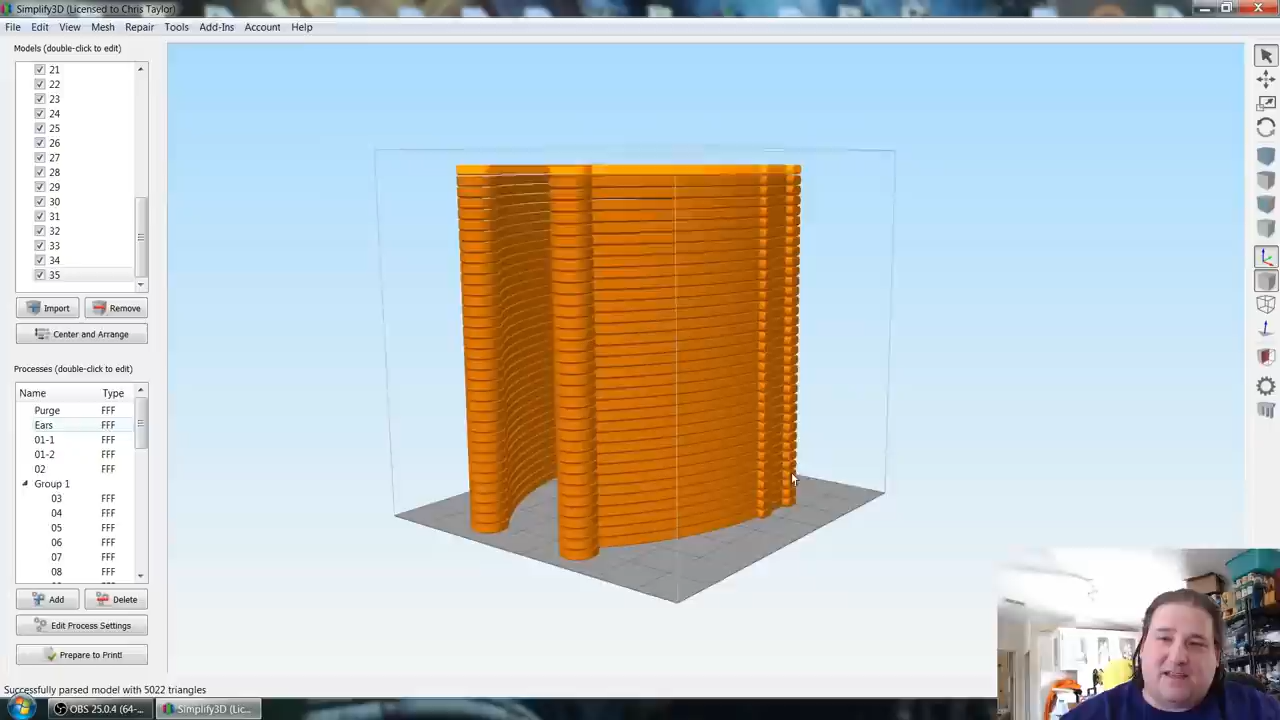 Simplify3D (Licensed to Chris Taylor)
File Edit View Mesh Repair Tools Add-Ins Account Help
Models (double-click to edit)
21
22
23
24
25
26
27
28
29
30
31
32
33
34
35
Import Remove
Center and Arrange
Processes (double-click to edit)
Name Type
Purge FFF
Ears FFF
01-1 FFF
01-2 FFF
02 FFF
Group 1
03 FFF
04 FFF
05 FFF
06 FFF
07 FFF
08 FFF
Add Delete
Edit Process Settings
Prepare to Print!
Successfully parsed model with 5022 triangles
OBS 25.0.4 (64-... Simplify3D (Lic...